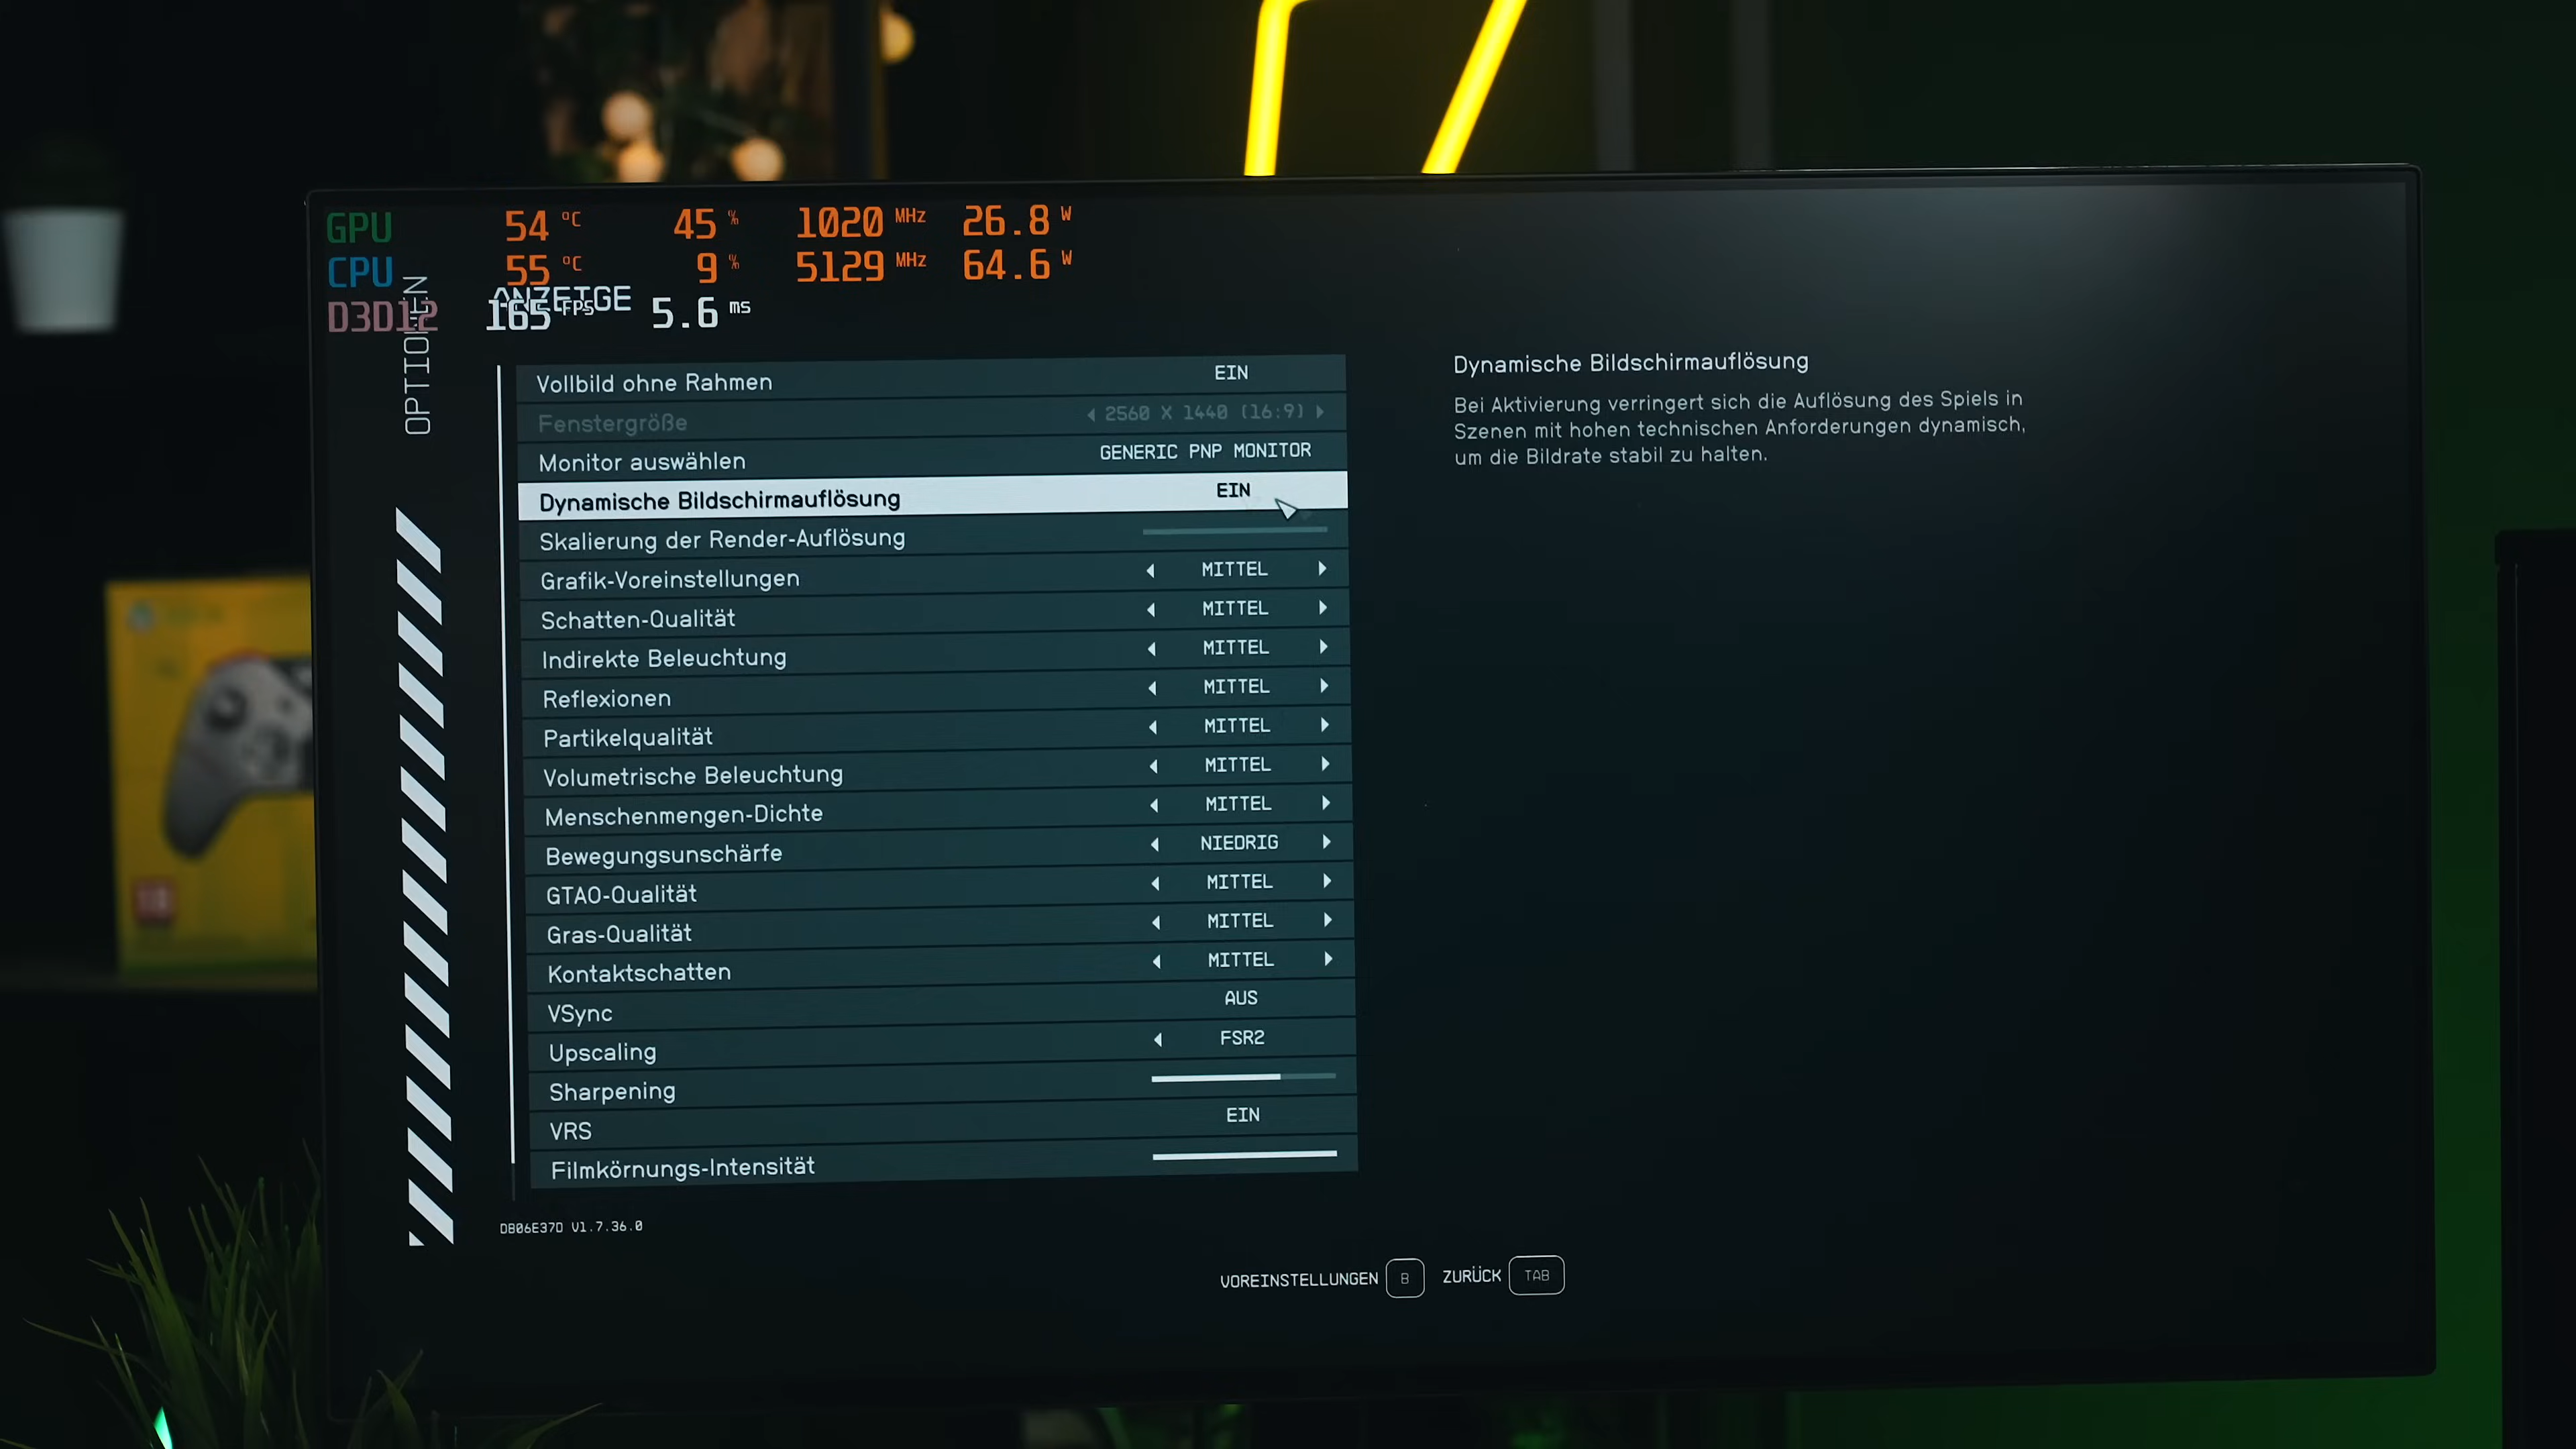 GPU 54 °C 45 % 1020 MHz 26.8 W
CPU 55 °C 9 % 5129 MHz 64.6 W
D3D12 165 FPS 5.6 ms
OPTIONEN
ANZEIGE
Vollbild ohne Rahmen EIN
Fenstergröße 2560 X 1440 (16:9)
Monitor auswählen GENERIC PNP MONITOR
Dynamische Bildschirmauflösung EIN
Skalierung der Render-Auflösung
Grafik-Voreinstellungen MITTEL
Schatten-Qualität MITTEL
Indirekte Beleuchtung MITTEL
Reflexionen MITTEL
Partikelqualität MITTEL
Volumetrische Beleuchtung MITTEL
Menschenmengen-Dichte MITTEL
Bewegungsunschärfe NIEDRIG
GTAO-Qualität MITTEL
Gras-Qualität MITTEL
Kontaktschatten MITTEL
VSync AUS
Upscaling FSR2
Sharpening
VRS EIN
Filmkörnungs-Intensität
Dynamische Bildschirmauflösung
Bei Aktivierung verringert sich die Auflösung des Spiels in
Szenen mit hohen technischen Anforderungen dynamisch,
um die Bildrate stabil zu halten.
D806E37D V1.7.36.0
VOREINSTELLUNGEN B ZURÜCK TAB
18